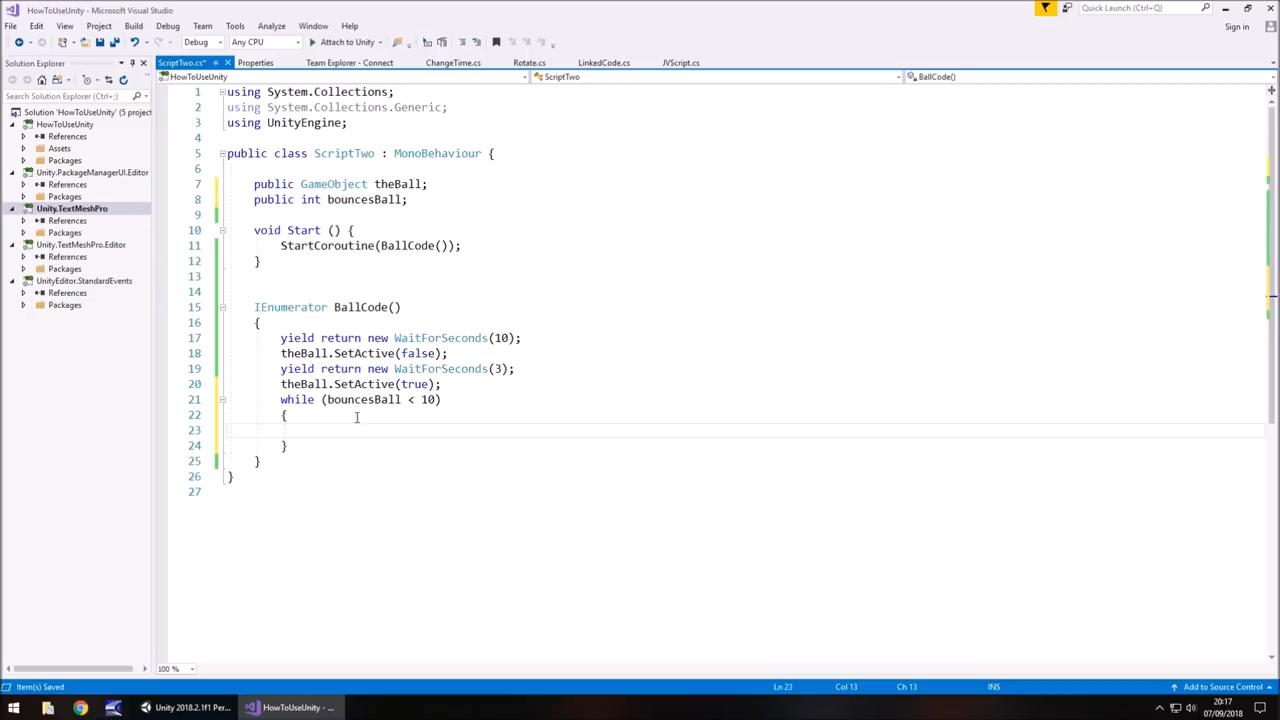 HowToUseUnity - Microsoft Visual Studio
Quick Launch (Ctrl+;)
File Edit View Project Build Debug Team Tools Analyze Window Help
Sign in
Debug Any CPU Attach to Unity
Solution Explorer
ScriptTwo.cs* Properties Team Explorer - Connect ChangeTime.cs Rotate.cs LinkedCode.cs JVScript.cs
HowToUseUnity ScriptTwo BallCode()
Search Solution Explorer (Ctrl+;)
Solution 'HowToUseUnity' (5 project
HowToUseUnity
References
Assets
Packages
Unity.PackageManagerUI.Editor
References
Packages
Unity.TextMeshPro
References
Packages
Unity.TextMeshPro.Editor
References
Packages
UnityEditor.StandardEvents
References
Packages
1 using System.Collections;
2 using System.Collections.Generic;
3 using UnityEngine;
4
5 public class ScriptTwo : MonoBehaviour {
6
7 public GameObject theBall;
8 public int bouncesBall;
9
10 void Start () {
11 StartCoroutine(BallCode());
12 }
13
14
15 IEnumerator BallCode()
16 {
17 yield return new WaitForSeconds(10);
18 theBall.SetActive(false);
19 yield return new WaitForSeconds(3);
20 theBall.SetActive(true);
21 while (bouncesBall < 10)
22 {
23
24 }
25 }
26 }
27
100 %
Item(s) Saved Ln 23 Col 13 Ch 13 INS Add to Source Control
Unity 2018.2.1f1 Per... HowToUseUnity - ... 20:17
07/09/2018